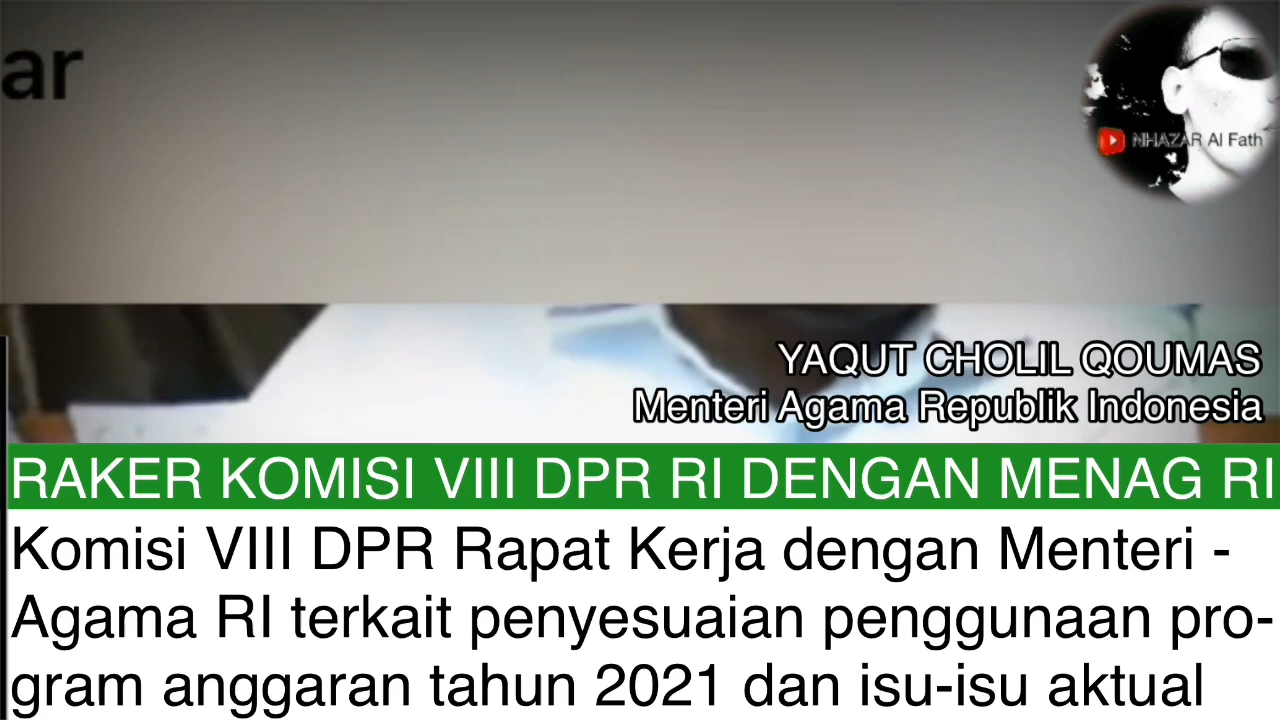 ar
NHAZAR Al Fath
YAQUT CHOLIL QOUMAS
Menteri Agama Republik Indonesia
RAKER KOMISI VIII DPR RI DENGAN MENAG RI
Komisi VIII DPR Rapat Kerja dengan Menteri -
Agama RI terkait penyesuaian penggunaan pro-
gram anggaran tahun 2021 dan isu-isu aktual